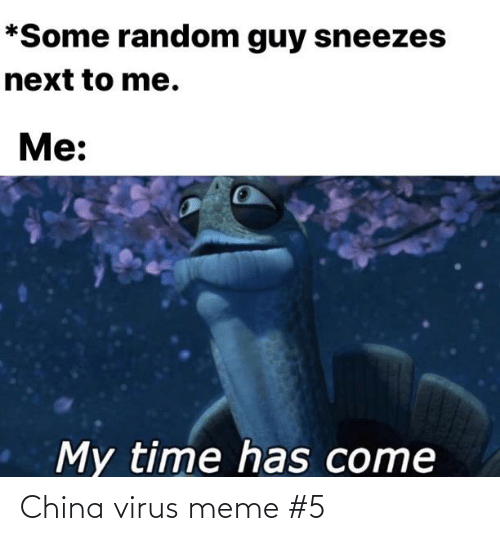 *Some random guy sneezes
next to me.
Me:
My time has come
China virus meme #5